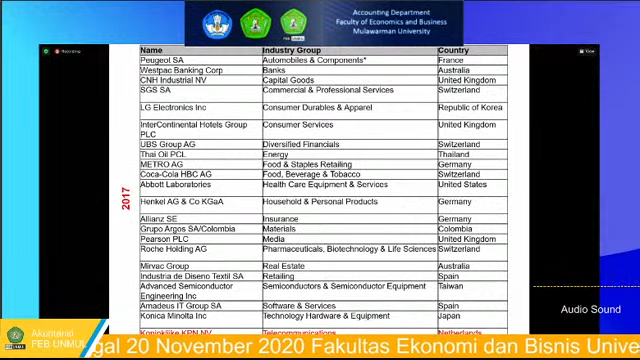 Accounting Department
Faculty of Economics and Business
Mulawarman University
Recording
View
Name Industry Group Country
Peugeot SA Automobiles & Components* France
Westpac Banking Corp Banks Australia
CNH Industrial NV Capital Goods United Kingdom
SGS SA Commercial & Professional Services Switzerland
LG Electronics Inc Consumer Durables & Apparel Republic of Korea
InterContinental Hotels Group Consumer Services United Kingdom
PLC
UBS Group AG Diversified Financials Switzerland
Thai Oil PCL Energy Thailand
METRO AG Food & Staples Retailing Germany
Coca-Cola HBC AG Food, Beverage & Tobacco Switzerland
Abbott Laboratories Health Care Equipment & Services United States
2017
Henkel AG & Co KGaA Household & Personal Products Germany
Allianz SE Insurance Germany
Grupo Argos SA/Colombia Materials Colombia
Pearson PLC Media United Kingdom
Roche Holding AG Pharmaceuticals, Biotechnology & Life Sciences Switzerland
Mirvac Group Real Estate Australia
Industria de Diseno Textil SA Retailing Spain
Advanced Semiconductor Semiconductors & Semiconductor Equipment Taiwan
Engineering Inc
Amadeus IT Group SA Software & Services Spain
Konica Minolta Inc Technology Hardware & Equipment Japan
Koninklijke KPN NV Telecommunications Netherlands
Audio Sound
Akuntansi
FEB UNMUL
gal 20 November 2020 Fakultas Ekonomi dan Bisnis Unive